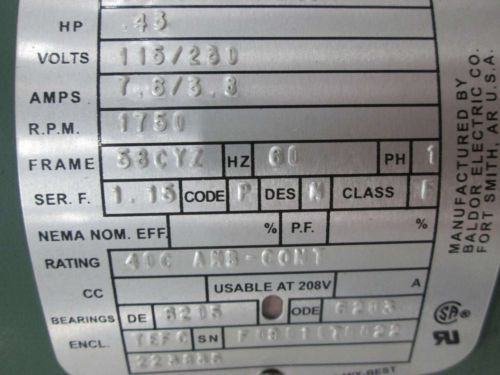 HP .43
VOLTS 115/230
AMPS 7.6/3.8
R.P.M. 1750
FRAME 56CYZ HZ 60 PH 1
SER. F. 1.15 CODE P DES N CLASS F
NEMA NOM. EFF. % P.F. %
RATING 40C AMB-CONT
CC USABLE AT 208V A
BEARINGS DE 6205 ODE 6203
ENCL. TEFC SN
MANUFACTURED BY
BALDOR ELECTRIC CO.
FORT SMITH, AR U.S.A.